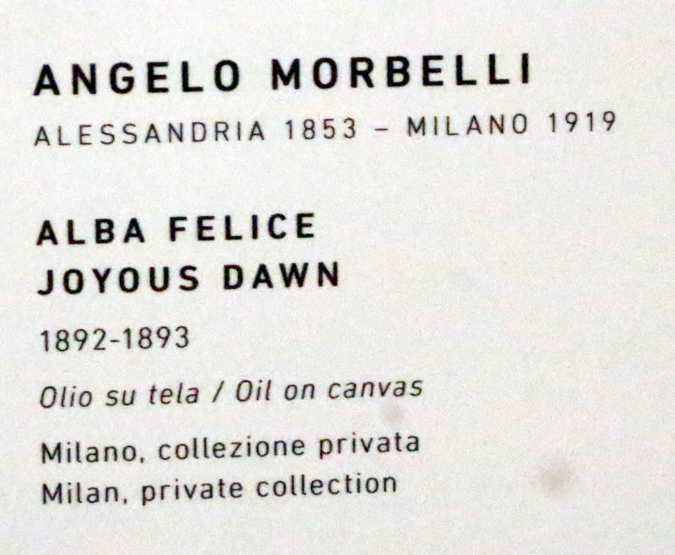 ANGELO MORBELLI
ALESSANDRIA 1853 – MILANO 1919
ALBA FELICE
JOYOUS DAWN
1892-1893
Olio su tela / Oil on canvas
Milano, collezione privata
Milan, private collection